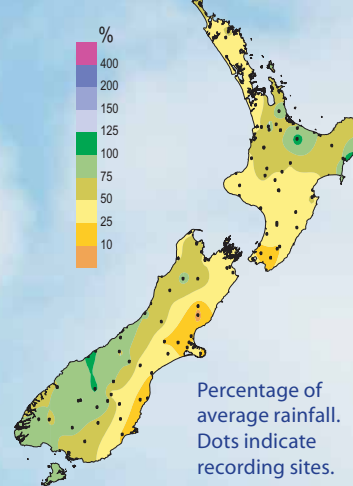 %
400
200
150
125
100
75
50
25
10
Percentage of
average rainfall.
Dots indicate
recording sites.